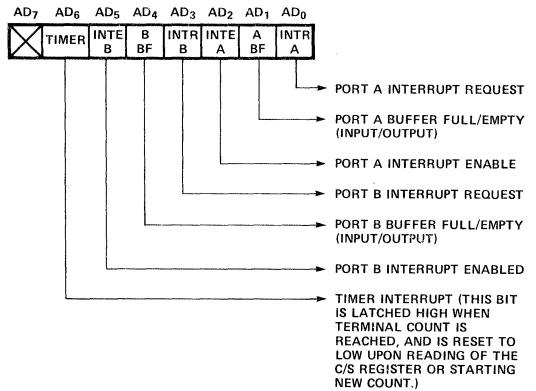 AD7 AD6 AD5 AD4 AD3 AD2 AD1 AD0
TIMER
INTE B
B BF
INTR B
INTE A
A BF
INTR A
PORT A INTERRUPT REQUEST
PORT A BUFFER FULL/EMPTY
(INPUT/OUTPUT)
PORT A INTERRUPT ENABLE
PORT B INTERRUPT REQUEST
PORT B BUFFER FULL/EMPTY
(INPUT/OUTPUT)
PORT B INTERRUPT ENABLED
TIMER INTERRUPT (THIS BIT
IS LATCHED HIGH WHEN
TERMINAL COUNT IS
REACHED, AND IS RESET TO
LOW UPON READING OF THE
C/S REGISTER OR STARTING
NEW COUNT.)